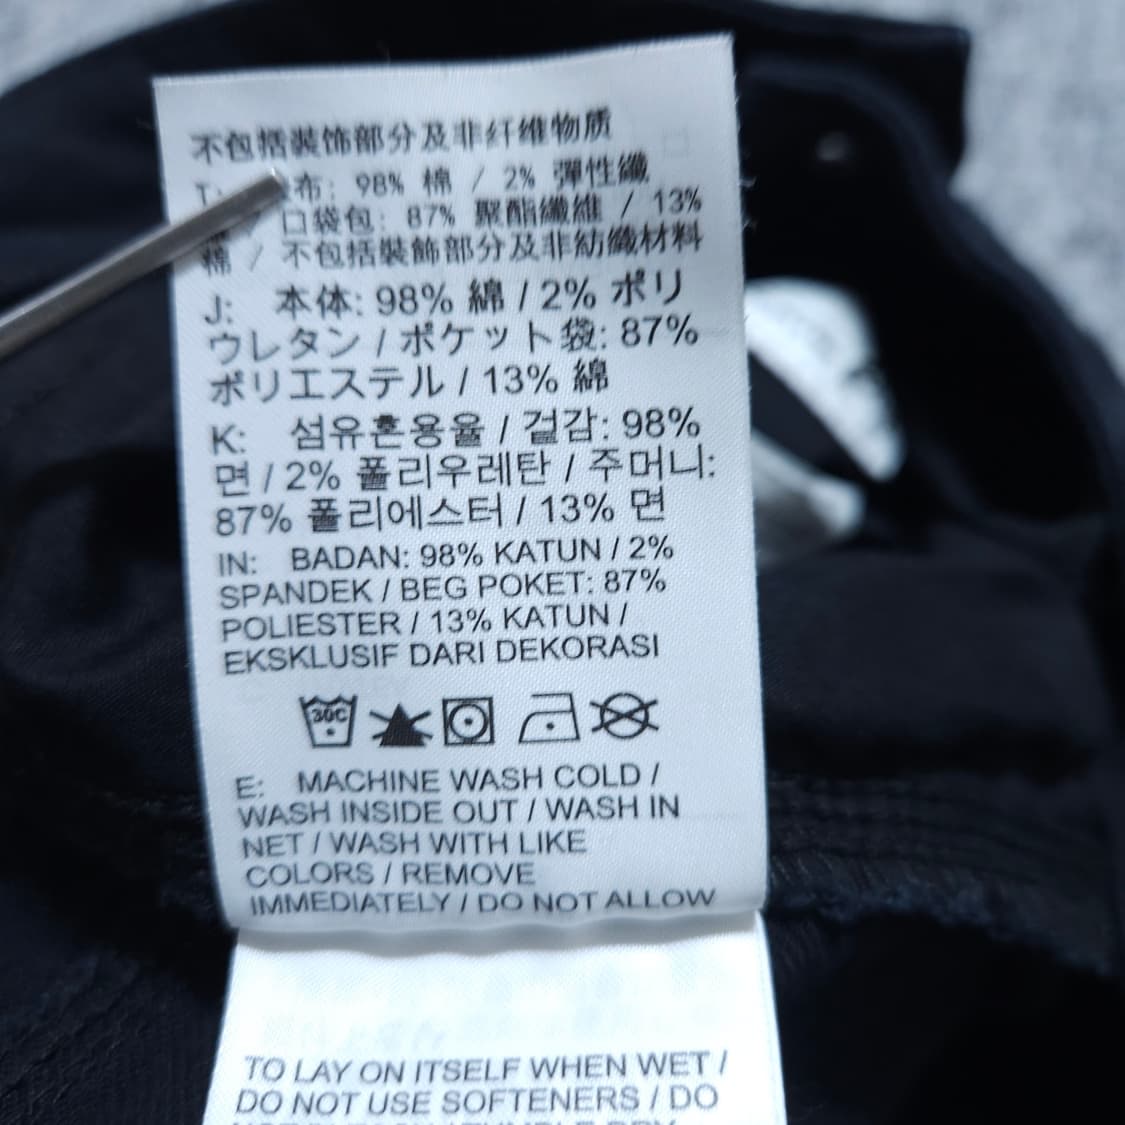 不包括裝饰部分及非纤维物质
T: 布: 98% 棉 / 2% 彈性纖
口袋包: 87% 聚酯纖維 / 13%
棉 / 不包括裝飾部分及非紡織材料
J: 本体: 98% 綿 / 2% ポリ
ウレタン / ポケット袋: 87%
ポリエステル / 13% 綿
K: 섬유혼용율 / 겉감: 98%
면 / 2% 폴리우레탄 / 주머니:
87% 폴리에스터 / 13% 면
IN: BADAN: 98% KATUN / 2%
SPANDEK / BEG POKET: 87%
POLIESTER / 13% KATUN /
EKSKLUSIF DARI DEKORASI
30C
E: MACHINE WASH COLD /
WASH INSIDE OUT / WASH IN
NET / WASH WITH LIKE
COLORS / REMOVE
IMMEDIATELY / DO NOT ALLOW
TO LAY ON ITSELF WHEN WET /
DO NOT USE SOFTENERS / DO